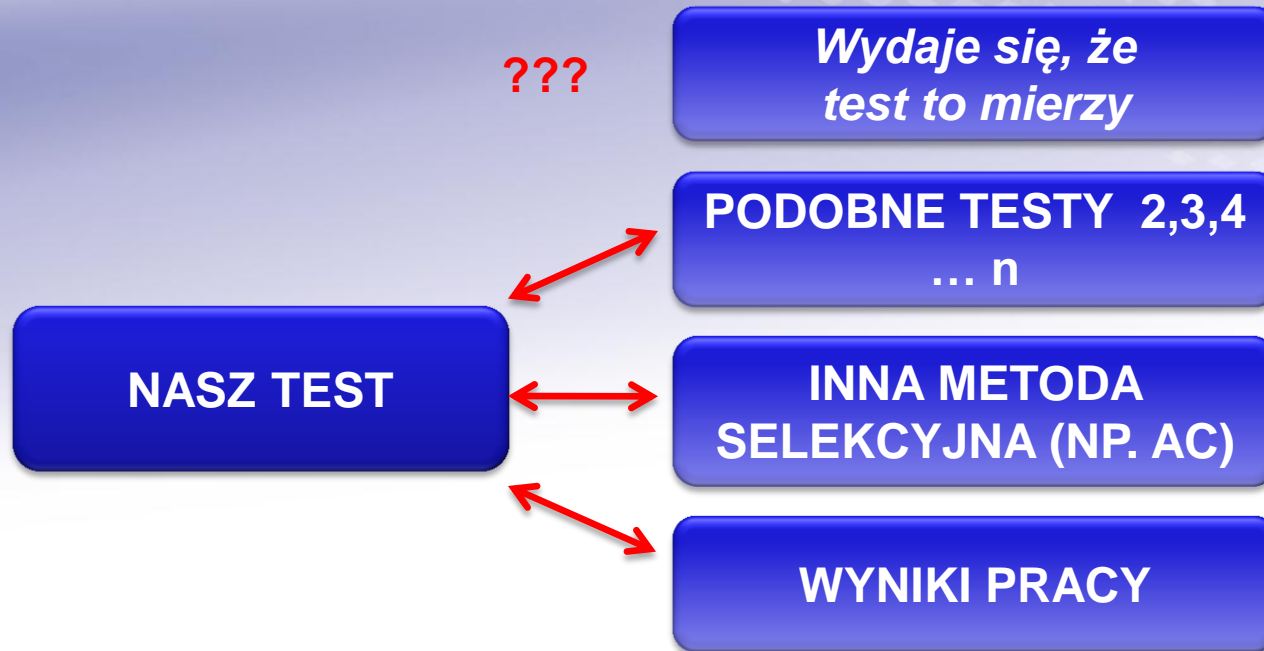 ???
Wydaje się, że
test to mierzy
PODOBNE TESTY 2,3,4
... n
NASZ TEST
INNA METODA
SELEKCYJNA (NP. AC)
WYNIKI PRACY